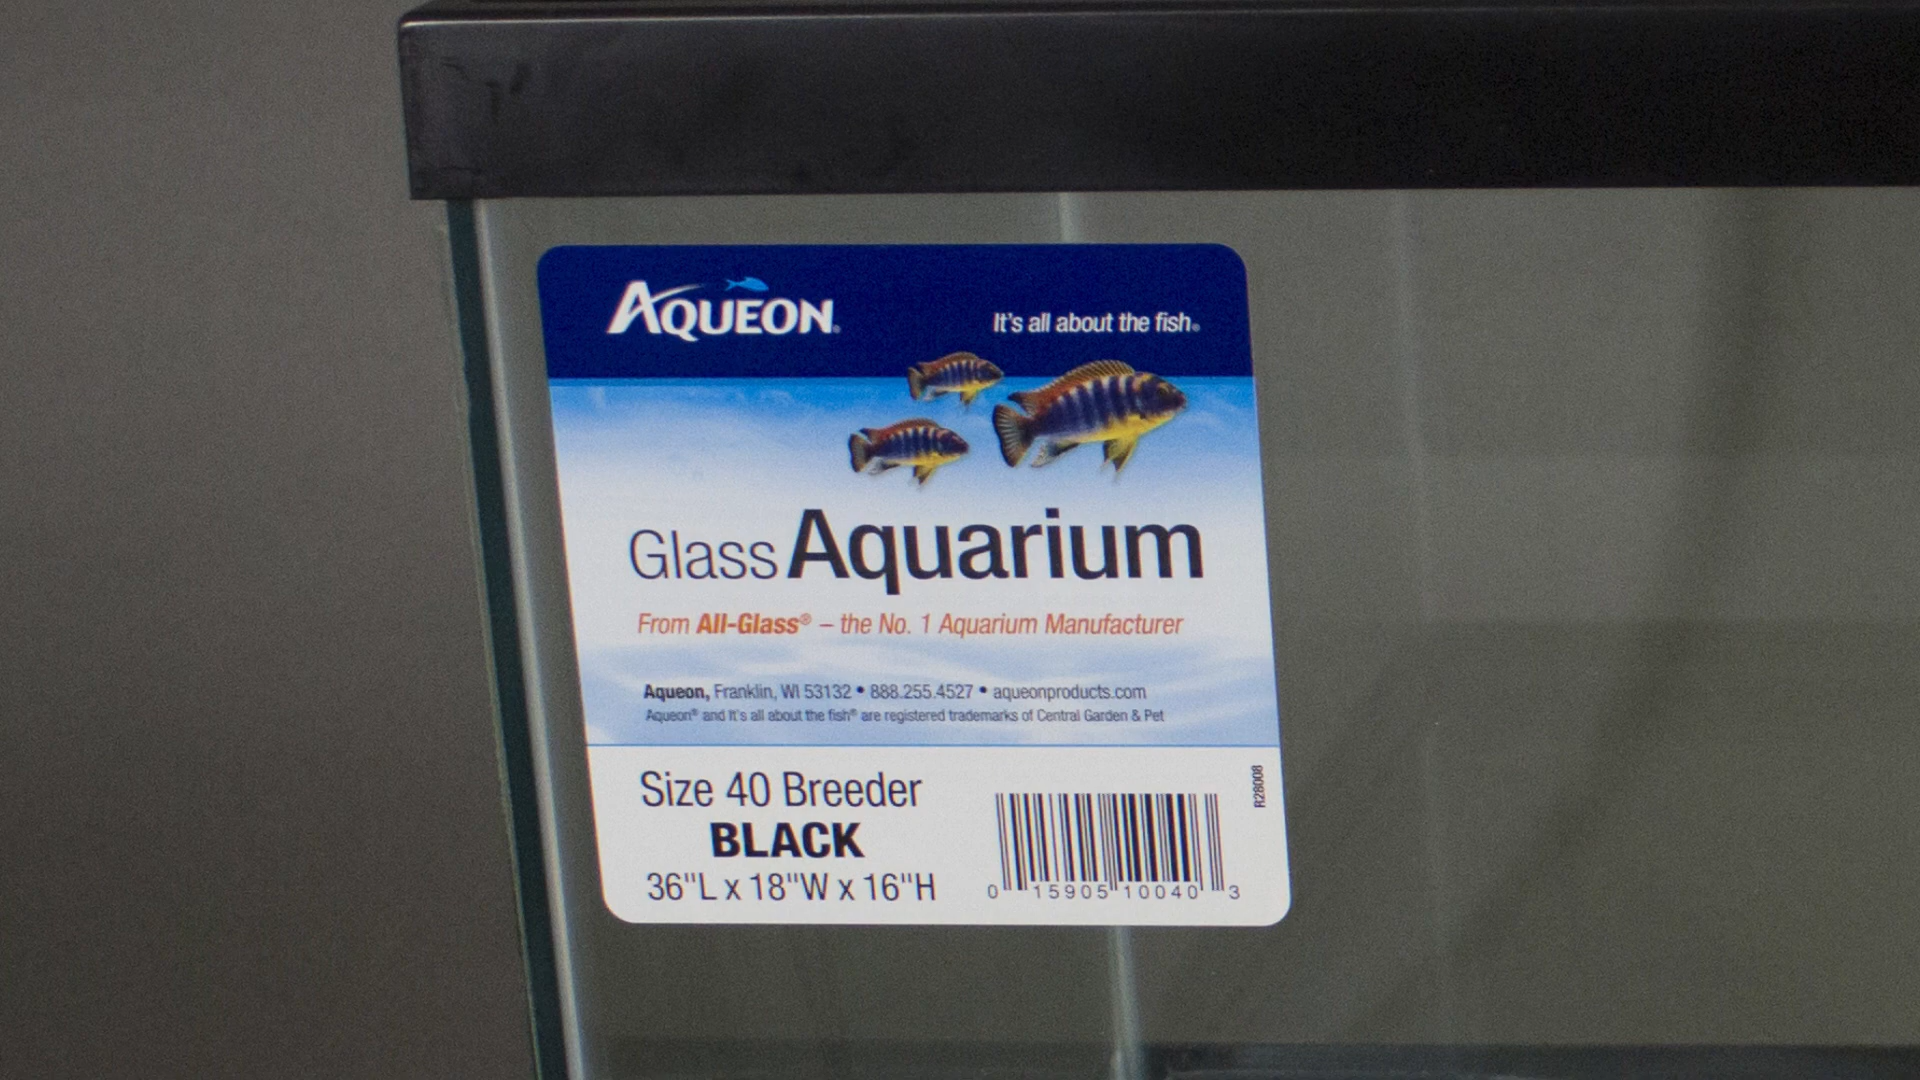 AQUEON®
It's all about the fish®
Glass Aquarium
From All-Glass® – the No. 1 Aquarium Manufacturer
Aqueon, Franklin, WI 53132 • 888.255.4527 • aqueonproducts.com
Aqueon® and It's all about the fish® are registered trademarks of Central Garden & Pet
Size 40 Breeder
BLACK
36"L x 18"W x 16"H
0 15905 10040 3
R28008